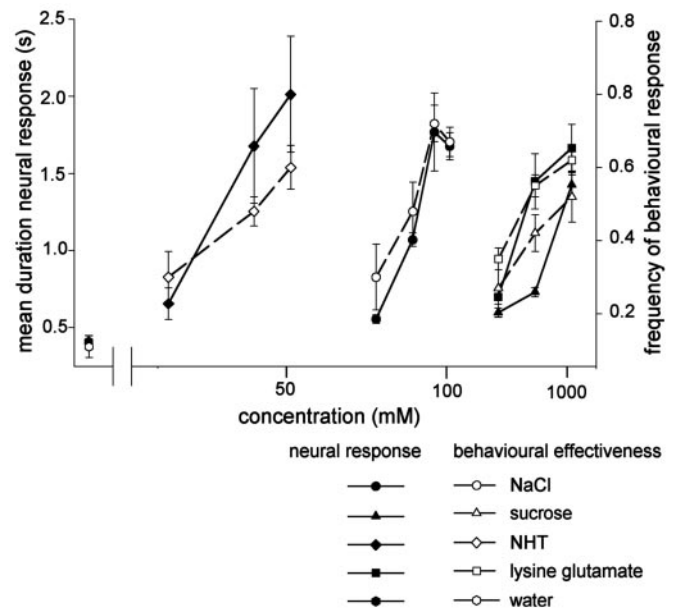 mean duration neural response (s)
2.5
2.0
1.5
1.0
0.5
0.8
0.8
0.6
0.4
0.2
frequency of behavioural response
50
100
1000
concentration (mM)
neural response behavioural effectiveness
NaCl
sucrose
NHT
lysine glutamate
water